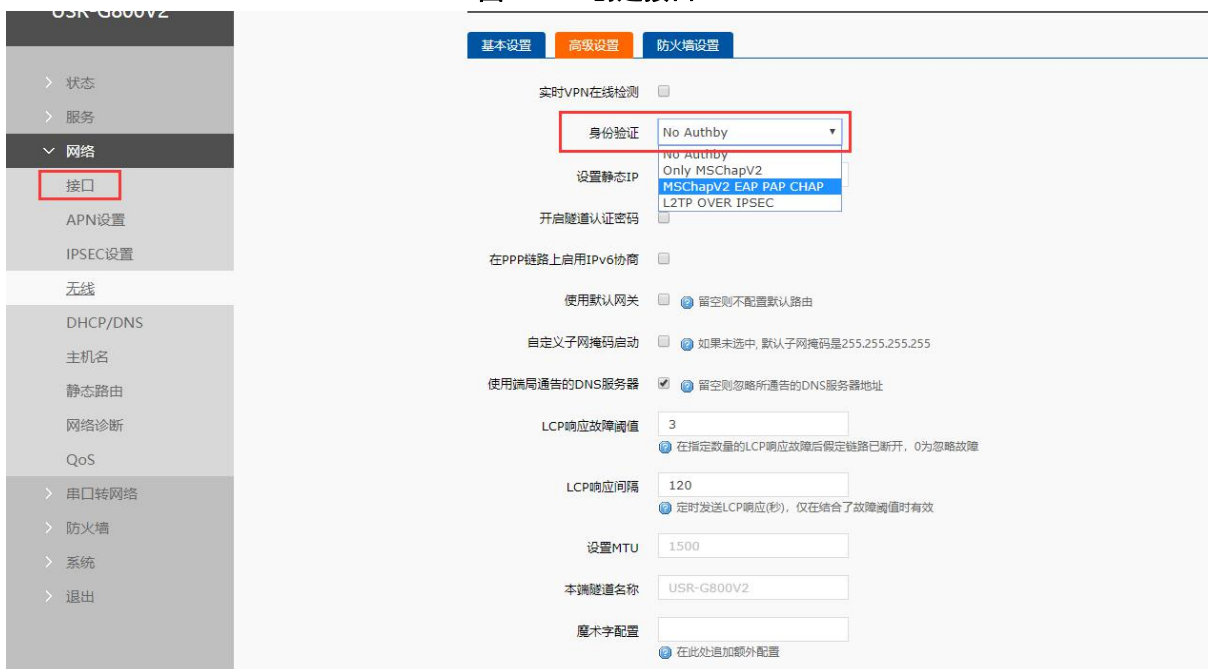 USR-G800V2
状态
服务
网络
接口
APN设置
IPSEC设置
无线
DHCP/DNS
主机名
静态路由
网络诊断
QoS
串口转网络
防火墙
系统
退出
基本设置 高级设置 防火墙设置
实时VPN在线检测
身份验证 No Authby
No Authby
Only MSChapV2
设置静态IP
MSChapV2 EAP PAP CHAP
L2TP OVER IPSEC
开启隧道认证密码
在PPP链路上启用IPv6协商
使用默认网关 留空则不配置默认路由
自定义子网掩码启动 如果未选中, 默认子网掩码是255.255.255.255
使用端局通告的DNS服务器 留空则忽略所通告的DNS服务器地址
LCP响应故障阈值 3
在指定数量的LCP响应故障后假定链路已断开，0为忽略故障
LCP响应间隔 120
定时发送LCP响应(秒)，仅在结合了故障阈值时有效
设置MTU 1500
本端隧道名称 USR-G800V2
魔术字配置
在此处追加额外配置